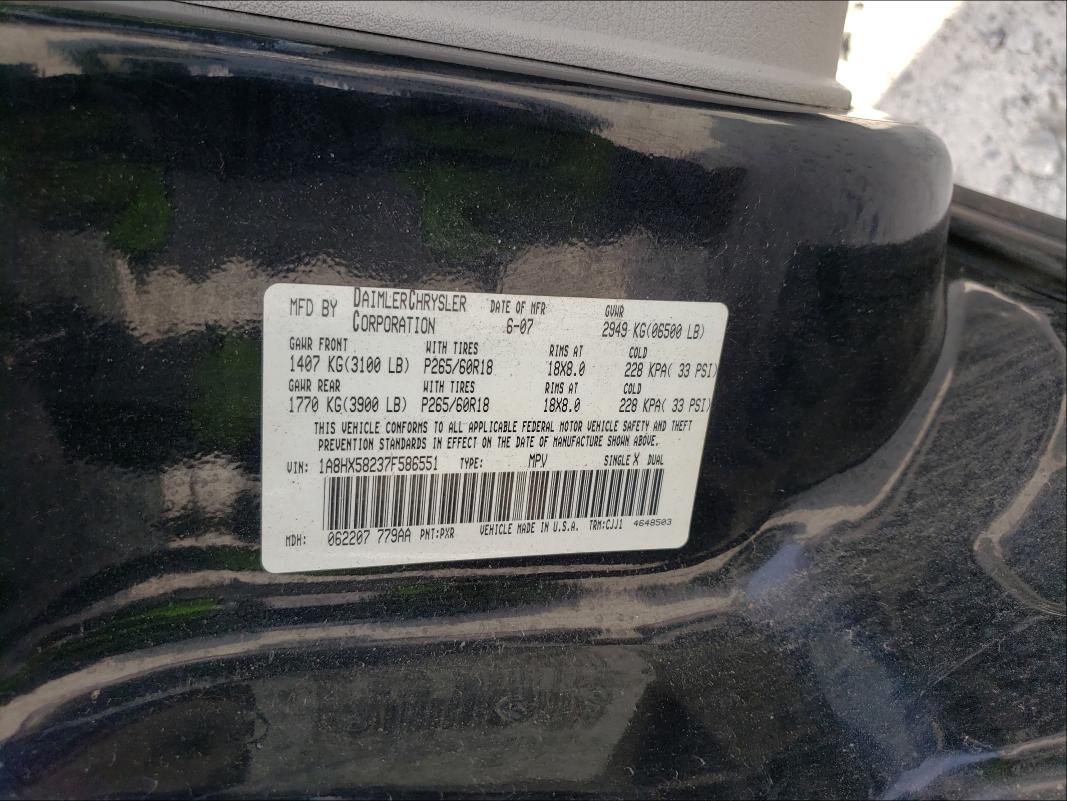 MFD BY DAIMLERCHRYSLER CORPORATION DATE OF MFR 6-07 GVWR 2949 KG(06500 LB)
GAWR FRONT WITH TIRES RIMS AT COLD
1407 KG(3100 LB) P265/60R18 18X8.0 228 KPA( 33 PSI)
GAWR REAR WITH TIRES RIMS AT COLD
1770 KG(3900 LB) P265/60R18 18X8.0 228 KPA( 33 PSI)
THIS VEHICLE CONFORMS TO ALL APPLICABLE FEDERAL MOTOR VEHICLE SAFETY AND THEFT
PREVENTION STANDARDS IN EFFECT ON THE DATE OF MANUFACTURE SHOWN ABOVE.
VIN: 1A8HX58237F586551 TYPE: MPV SINGLE X DUAL
MDH: 062207 779AA PNT:PXR VEHICLE MADE IN U.S.A. TRM:CJJ1 4648503